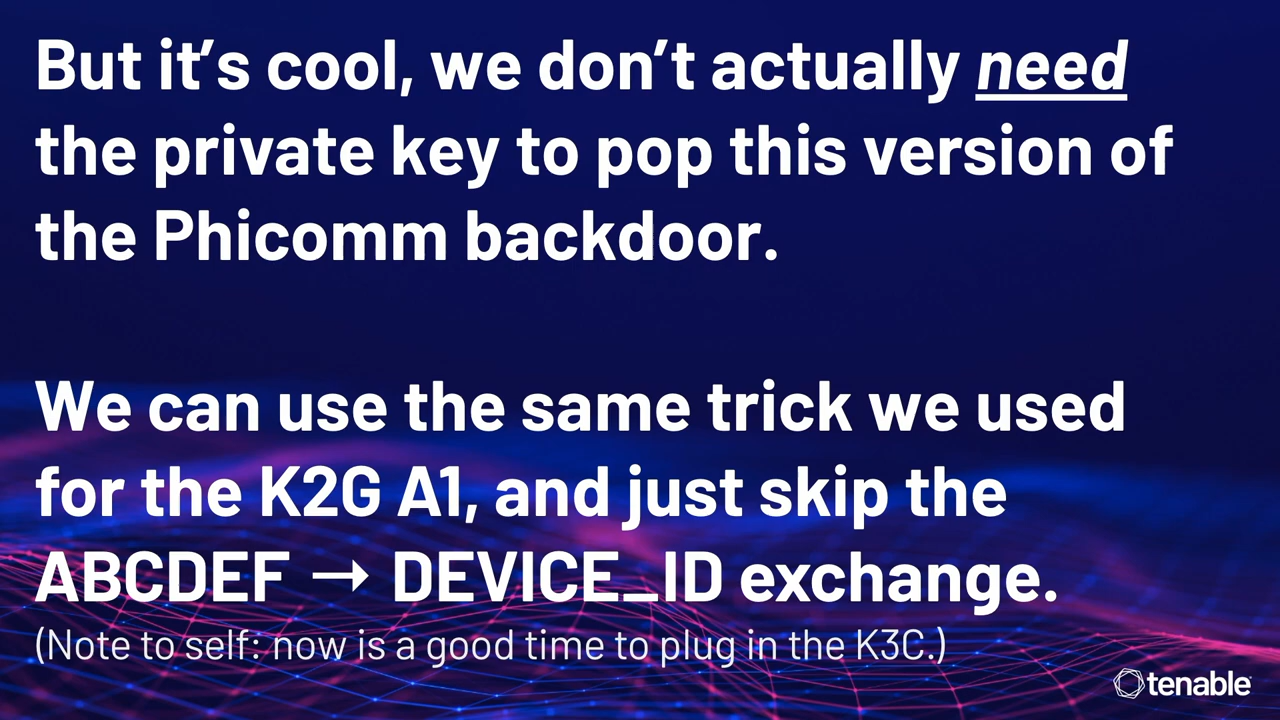 But it’s cool, we don’t actually need
the private key to pop this version of
the Phicomm backdoor.
We can use the same trick we used
for the K2G A1, and just skip the
ABCDEF → DEVICE_ID exchange.
(Note to self: now is a good time to plug in the K3C.)
tenable